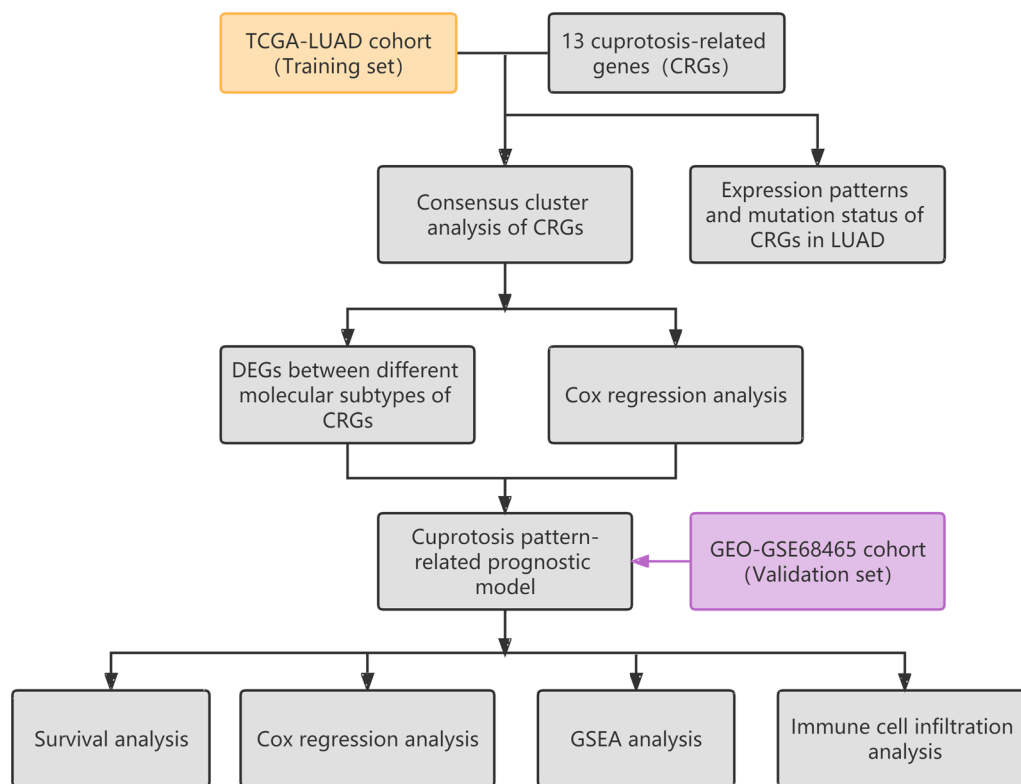 TCGA-LUAD cohort
（Training set）
13 cuprotosis-related
genes（CRGs）
Consensus cluster
analysis of CRGs
Expression patterns
and mutation status of
CRGs in LUAD
DEGs between different
molecular subtypes of
CRGs
Cox regression analysis
Cuprotosis pattern-
related prognostic
model
GEO-GSE68465 cohort
（Validation set）
Survival analysis
Cox regression analysis
GSEA analysis
Immune cell infiltration
analysis